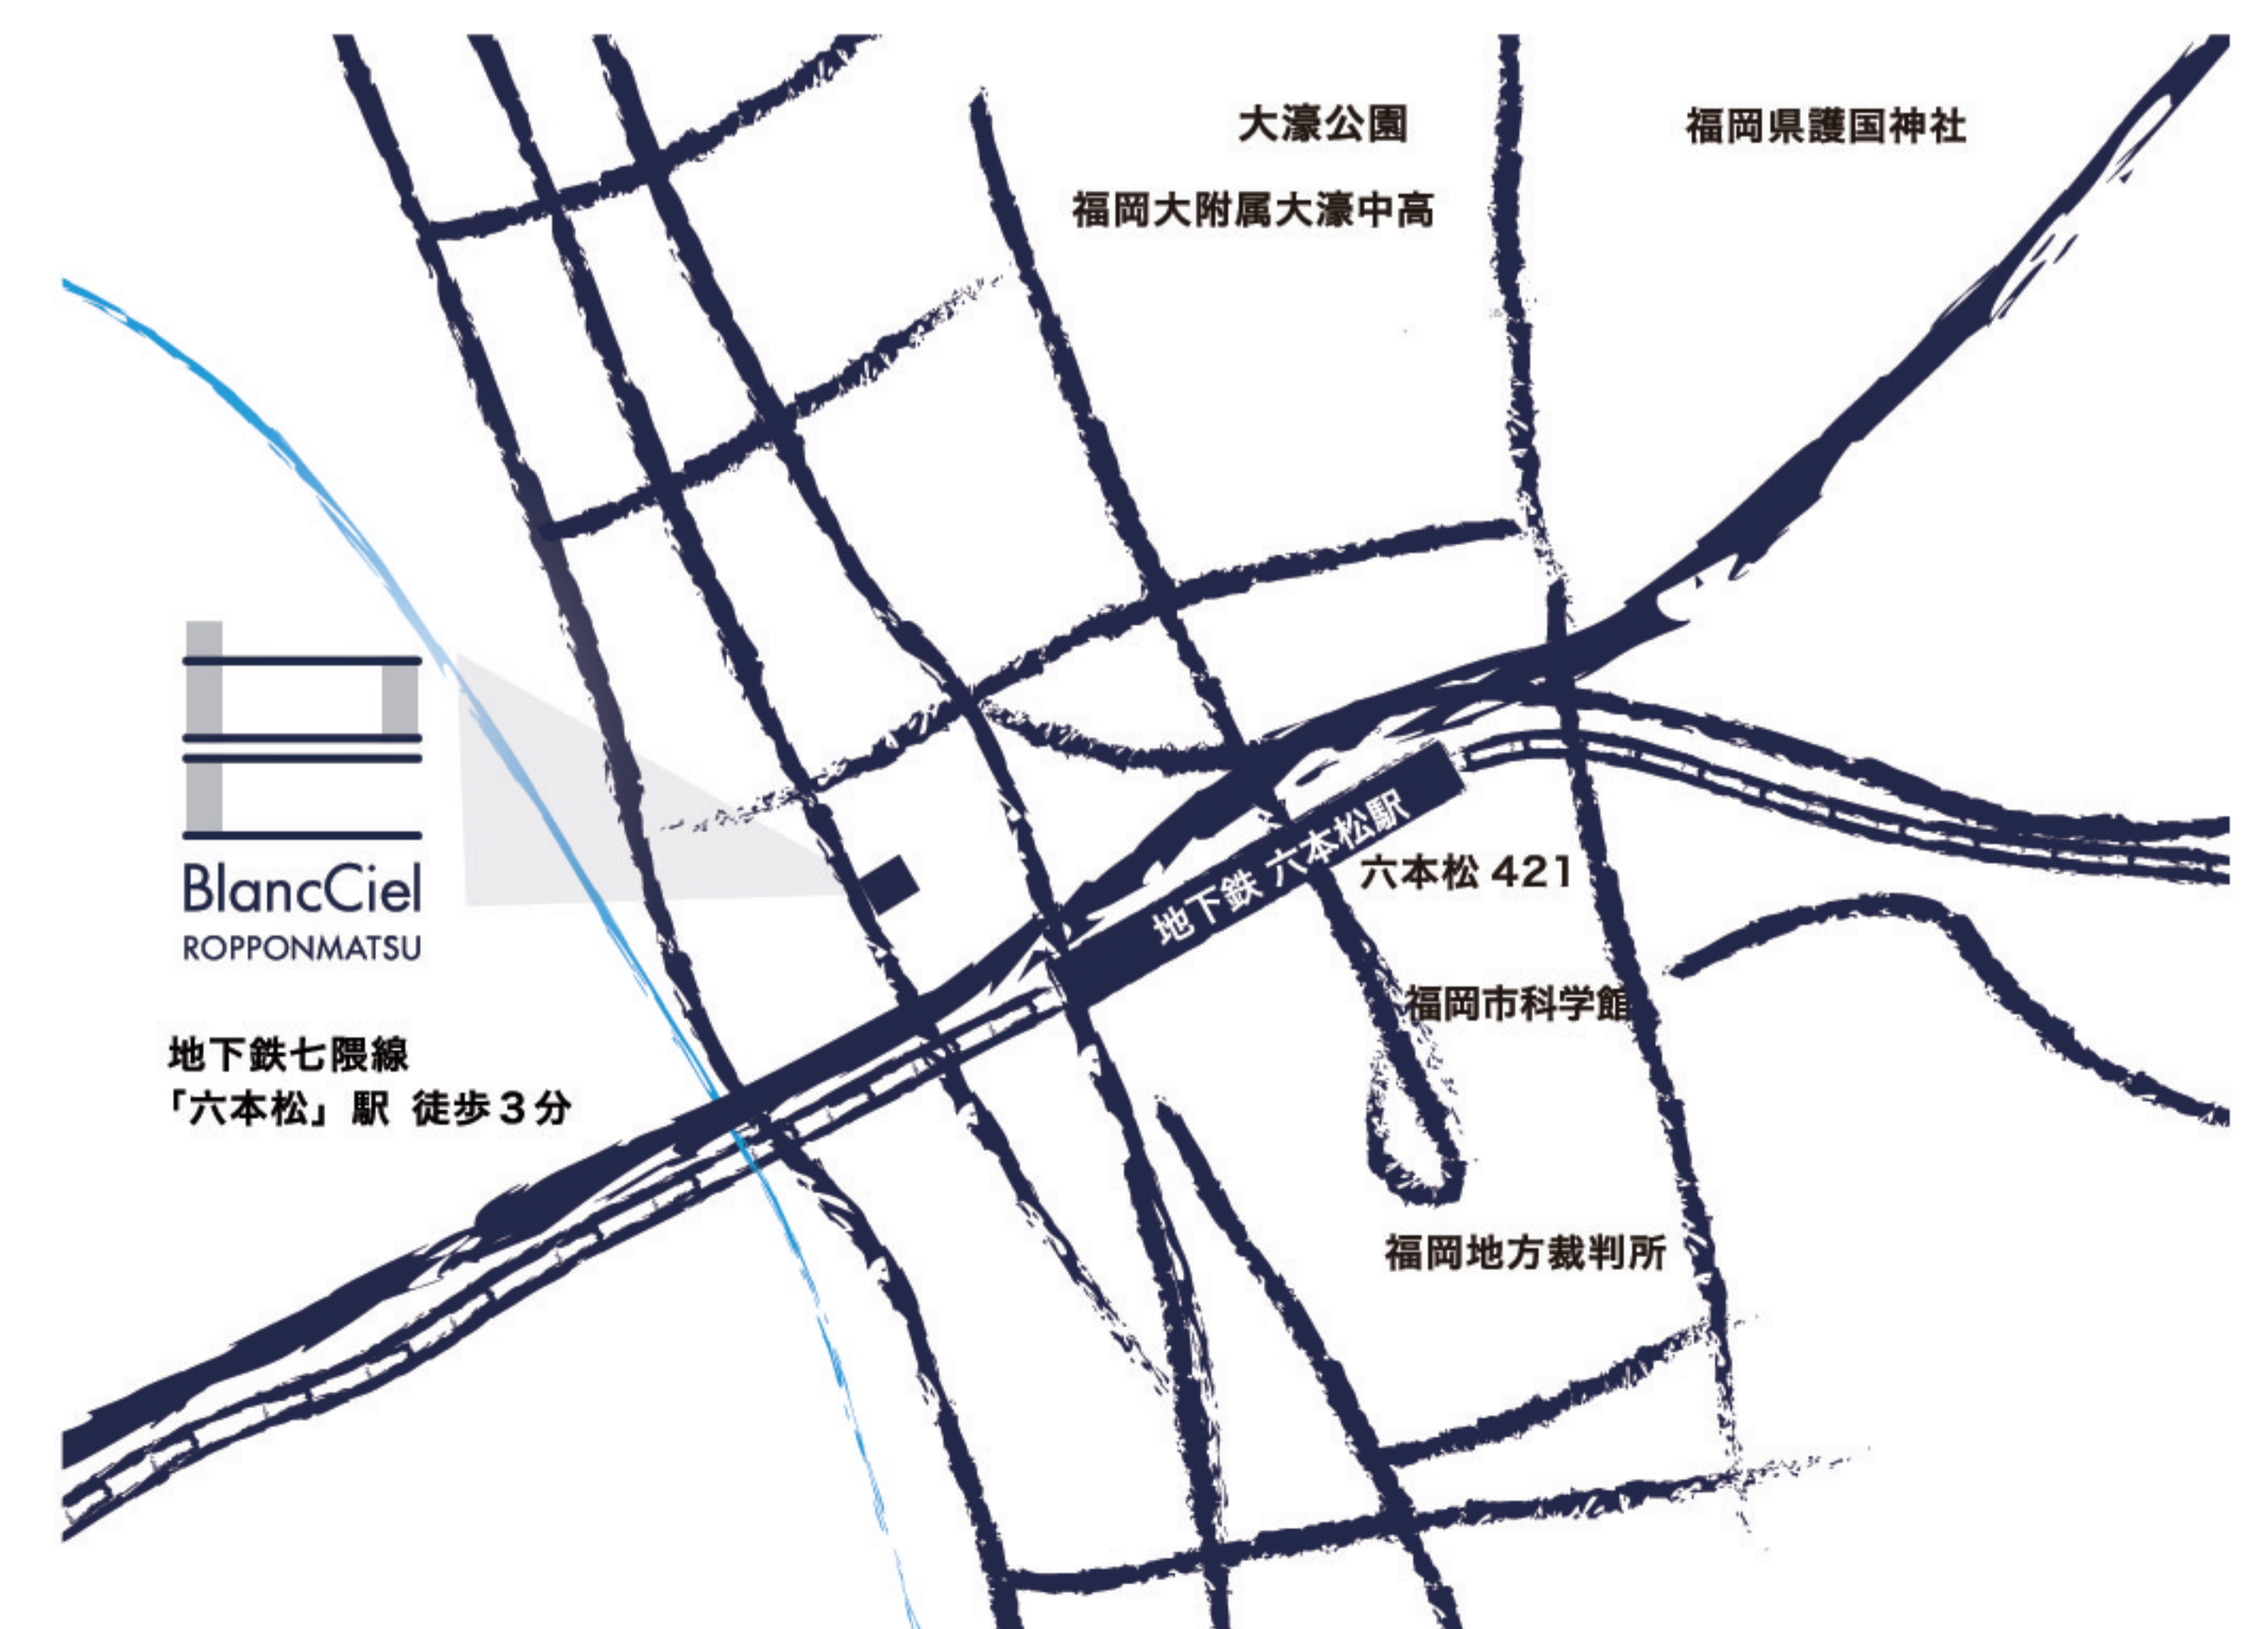 大濠公園
福岡県護国神社
福岡大附属大濠中高
地下鉄 六本松駅
六本松 421
BlancCiel
ROPPONMATSU
福岡市科学館
地下鉄七隈線
「六本松」駅 徒歩３分
福岡地方裁判所